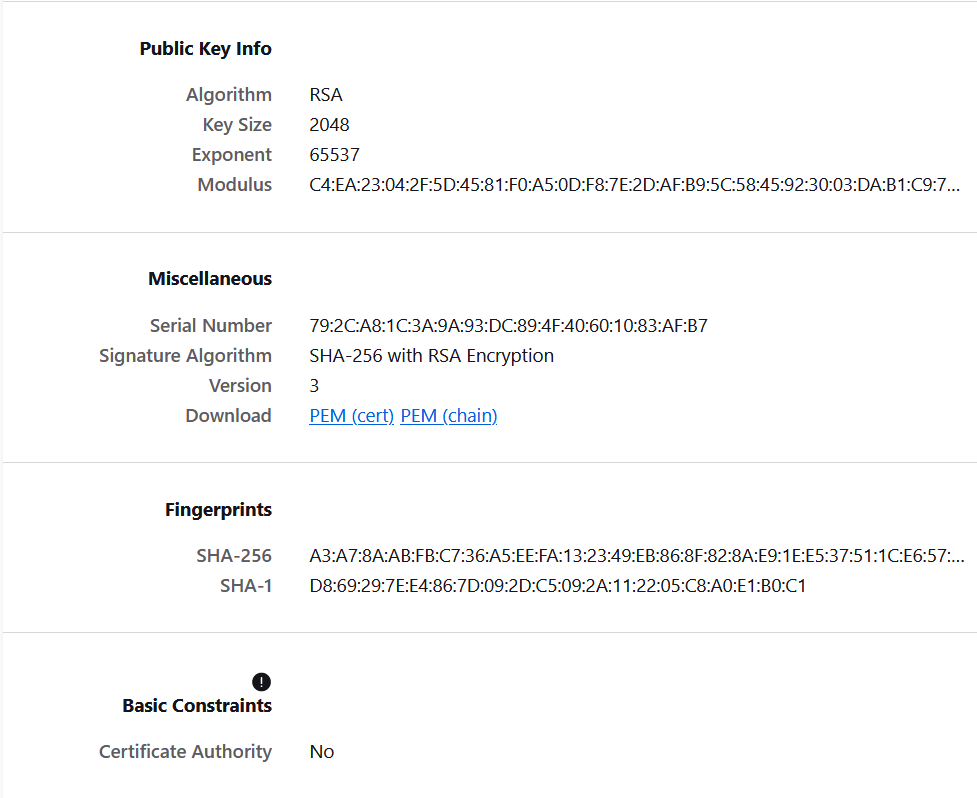 Public Key Info
Algorithm RSA
Key Size 2048
Exponent 65537
Modulus C4:EA:23:04:2F:5D:45:81:F0:A5:0D:F8:7E:2D:AF:B9:5C:58:45:92:30:03:DA:B1:C9:7...
Miscellaneous
Serial Number 79:2C:A8:1C:3A:9A:93:DC:89:4F:40:60:10:83:AF:B7
Signature Algorithm SHA-256 with RSA Encryption
Version 3
Download PEM (cert) PEM (chain)
Fingerprints
SHA-256 A3:A7:8A:AB:FB:C7:36:A5:EE:FA:13:23:49:EB:86:8F:82:8A:E9:1E:E5:37:51:1C:E6:57:...
SHA-1 D8:69:29:7E:E4:86:7D:09:2D:C5:09:2A:11:22:05:C8:A0:E1:B0:C1
Basic Constraints
Certificate Authority No